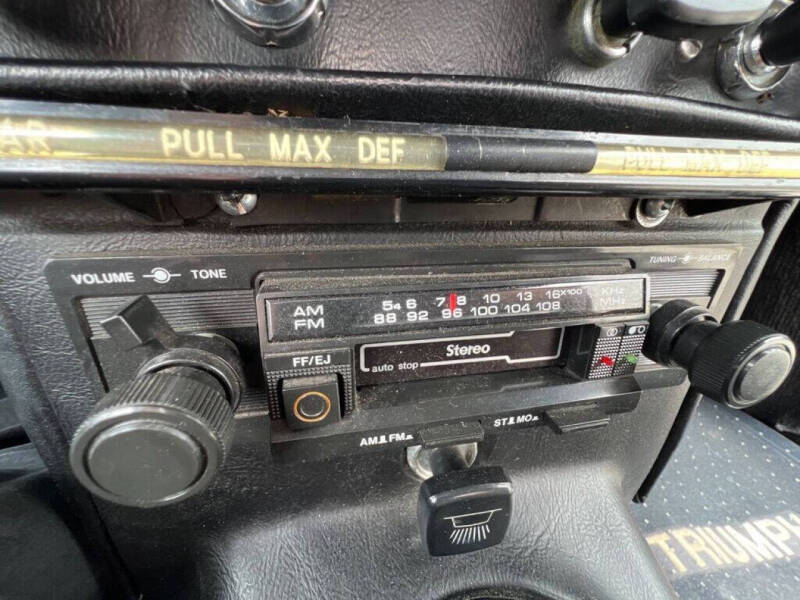 AR PULL MAX DEF PULL MAX DEF
VOLUME TONE TUNING BALANCE
AM 54 6 7 8 10 13 16X100 KHz
FM 88 92 96 100 104 108 MHz
FF/EJ
Stereo
auto stop
AM FM ST MO
TRIUMPH